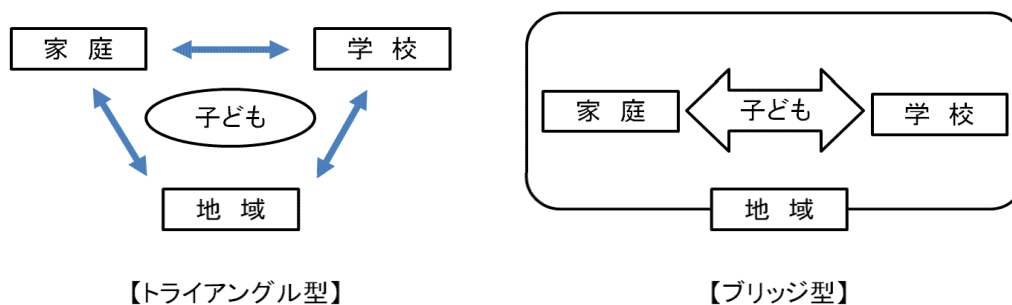 家 庭
学 校
子ども
地 域
【トライアングル型】
家 庭
子ども
学 校
地 域
【ブリッジ型】